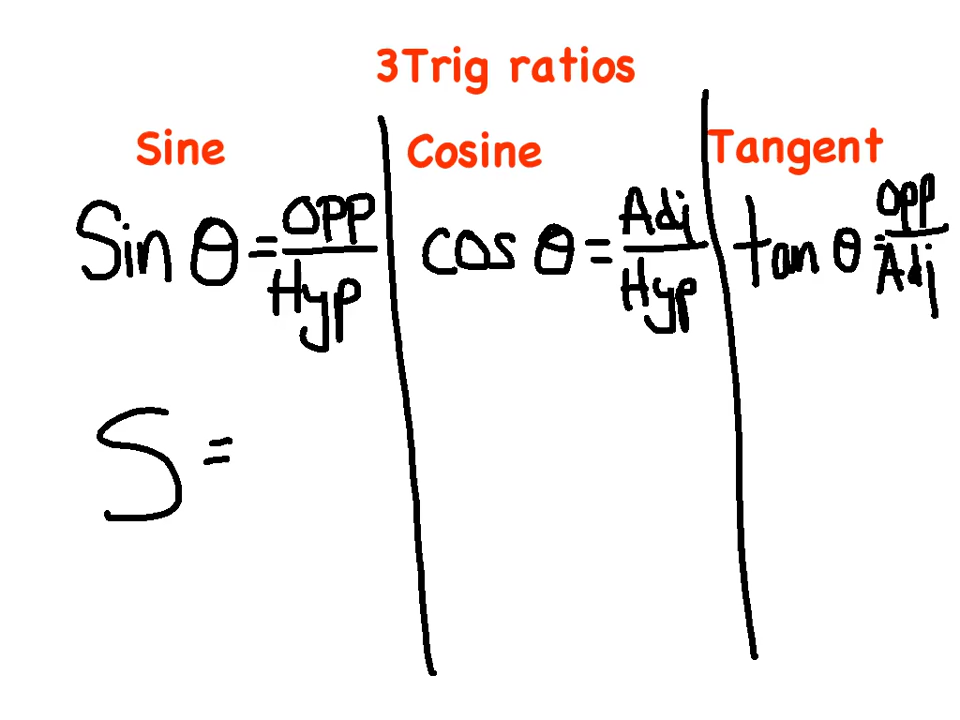 3Trig ratios
Sine
Sin θ = OPP/Hyp
S =
Cosine
cos θ = Adj/Hyp
Tangent
tan θ = Opp/Adj